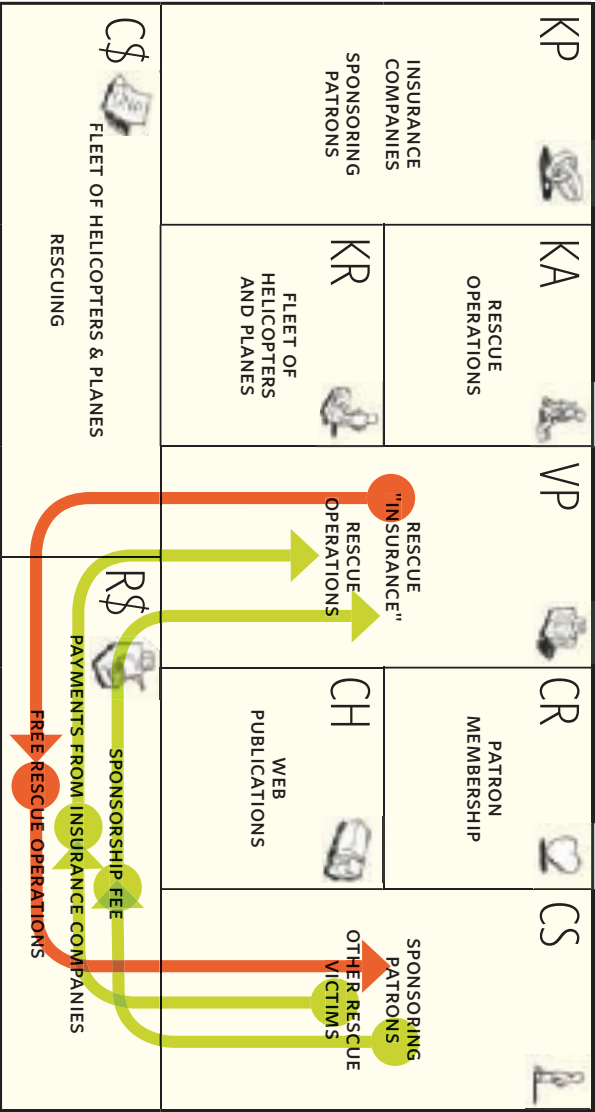 KP
INSURANCE
COMPANIES
SPONSORING
PATRONS
KA
RESCUE
OPERATIONS
KR
FLEET OF
HELICOPTERS
AND PLANES
VP
RESCUE
"INSURANCE"
RESCUE
OPERATIONS
CR
PATRON
MEMBERSHIP
CH
WEB
PUBLICATIONS
CS
SPONSORING
PATRONS
OTHER RESCUE
VICTIMS
C$
FLEET OF HELICOPTERS & PLANES
RESCUING
R$
SPONSORSHIP FEE
PAYMENTS FROM INSURANCE COMPANIES
FREE RESCUE OPERATIONS